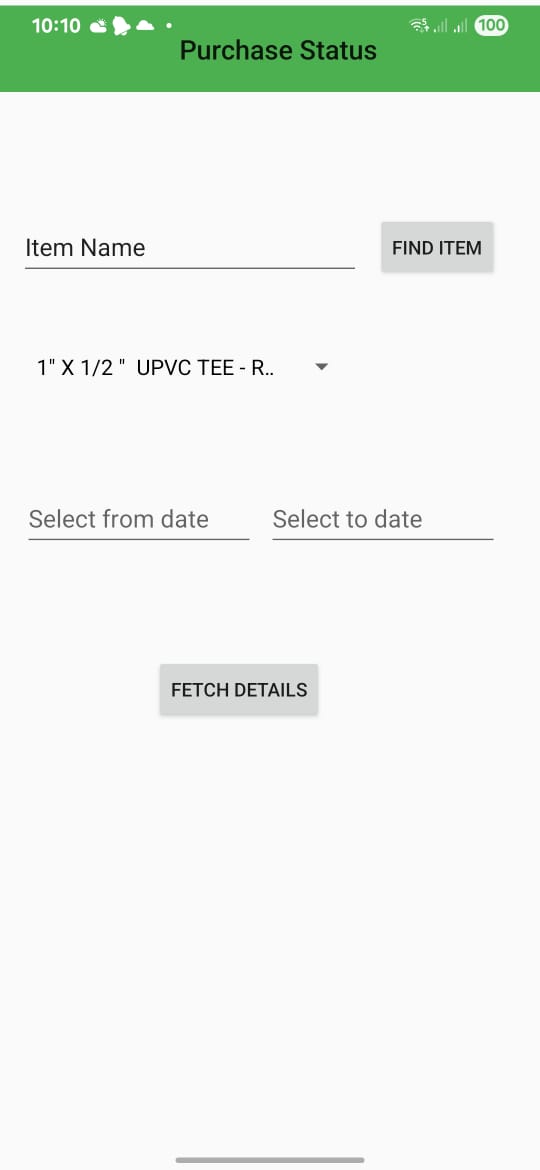 10:10
100
Purchase Status
Item Name
FIND ITEM
1" X 1/2 "  UPVC TEE - R..
Select from date
Select to date
FETCH DETAILS